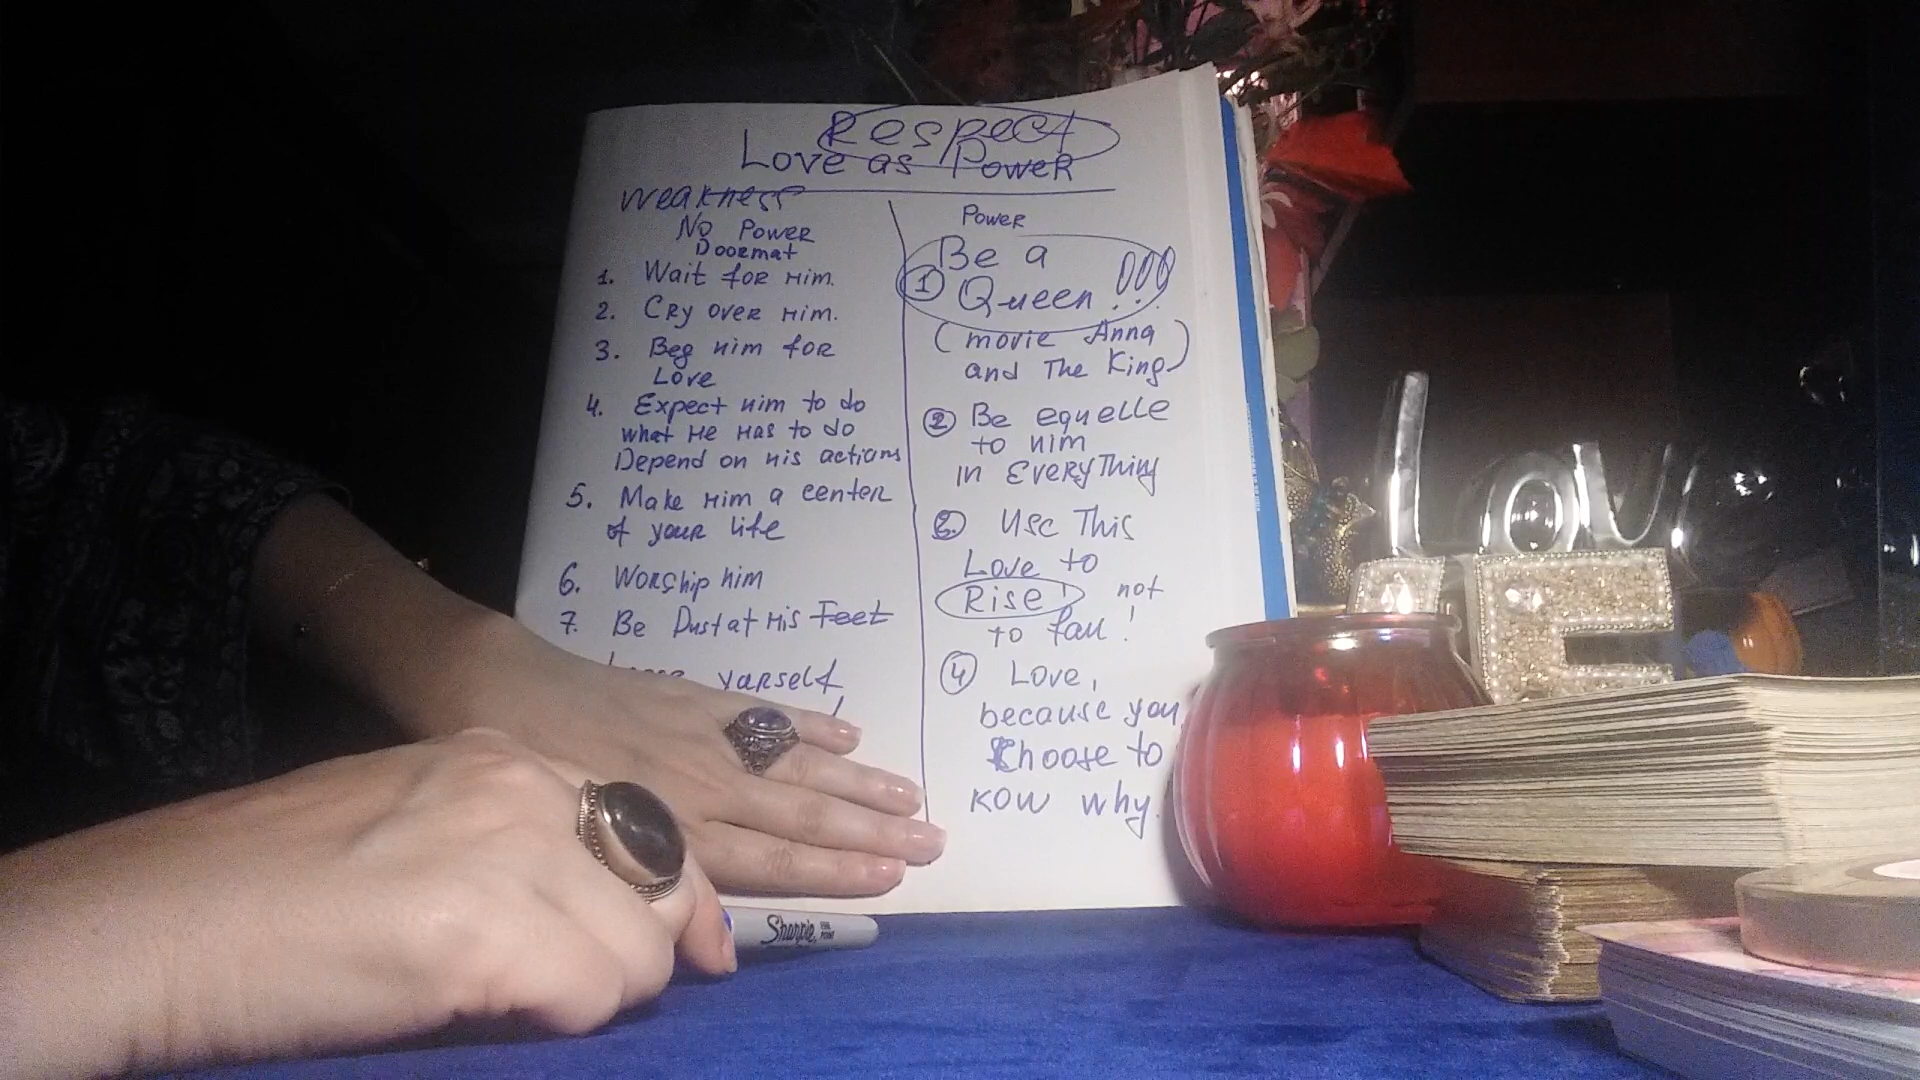 Respect
Love as Power
Weakness
No Power
Doormat
1. Wait for Him.
2. Cry over Him.
3. Beg him for
Love
4. Expect him to do
what He Has to do
Depend on his actions
5. Make Him a center
of your life
6. Worship him
7. Be Dust at His Feet
yarself
Power
Be a
1 Queen !!!
(movie Anna
and The King)
2 Be equelle
to him
in EveryThing
3. Use This
Love to
Rise! not
to fall!
4 Love,
because you
Choose to
kow why.
Sharpie
FINE POINT
LOV
E